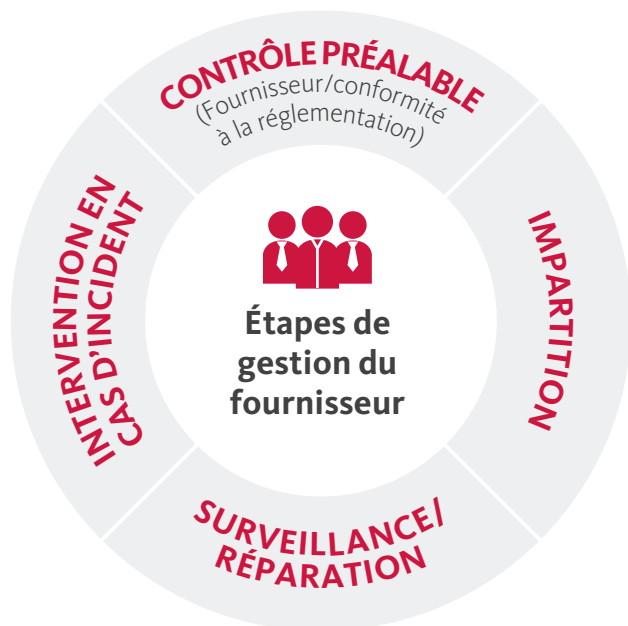 CONTRÔLE PRÉALABLE
(Fournisseur/conformité
à la réglementation)
IMPARTITION
SURVEILLANCE/
RÉPARATION
INTERVENTION EN
CAS D'INCIDENT
Étapes de
gestion du
fournisseur